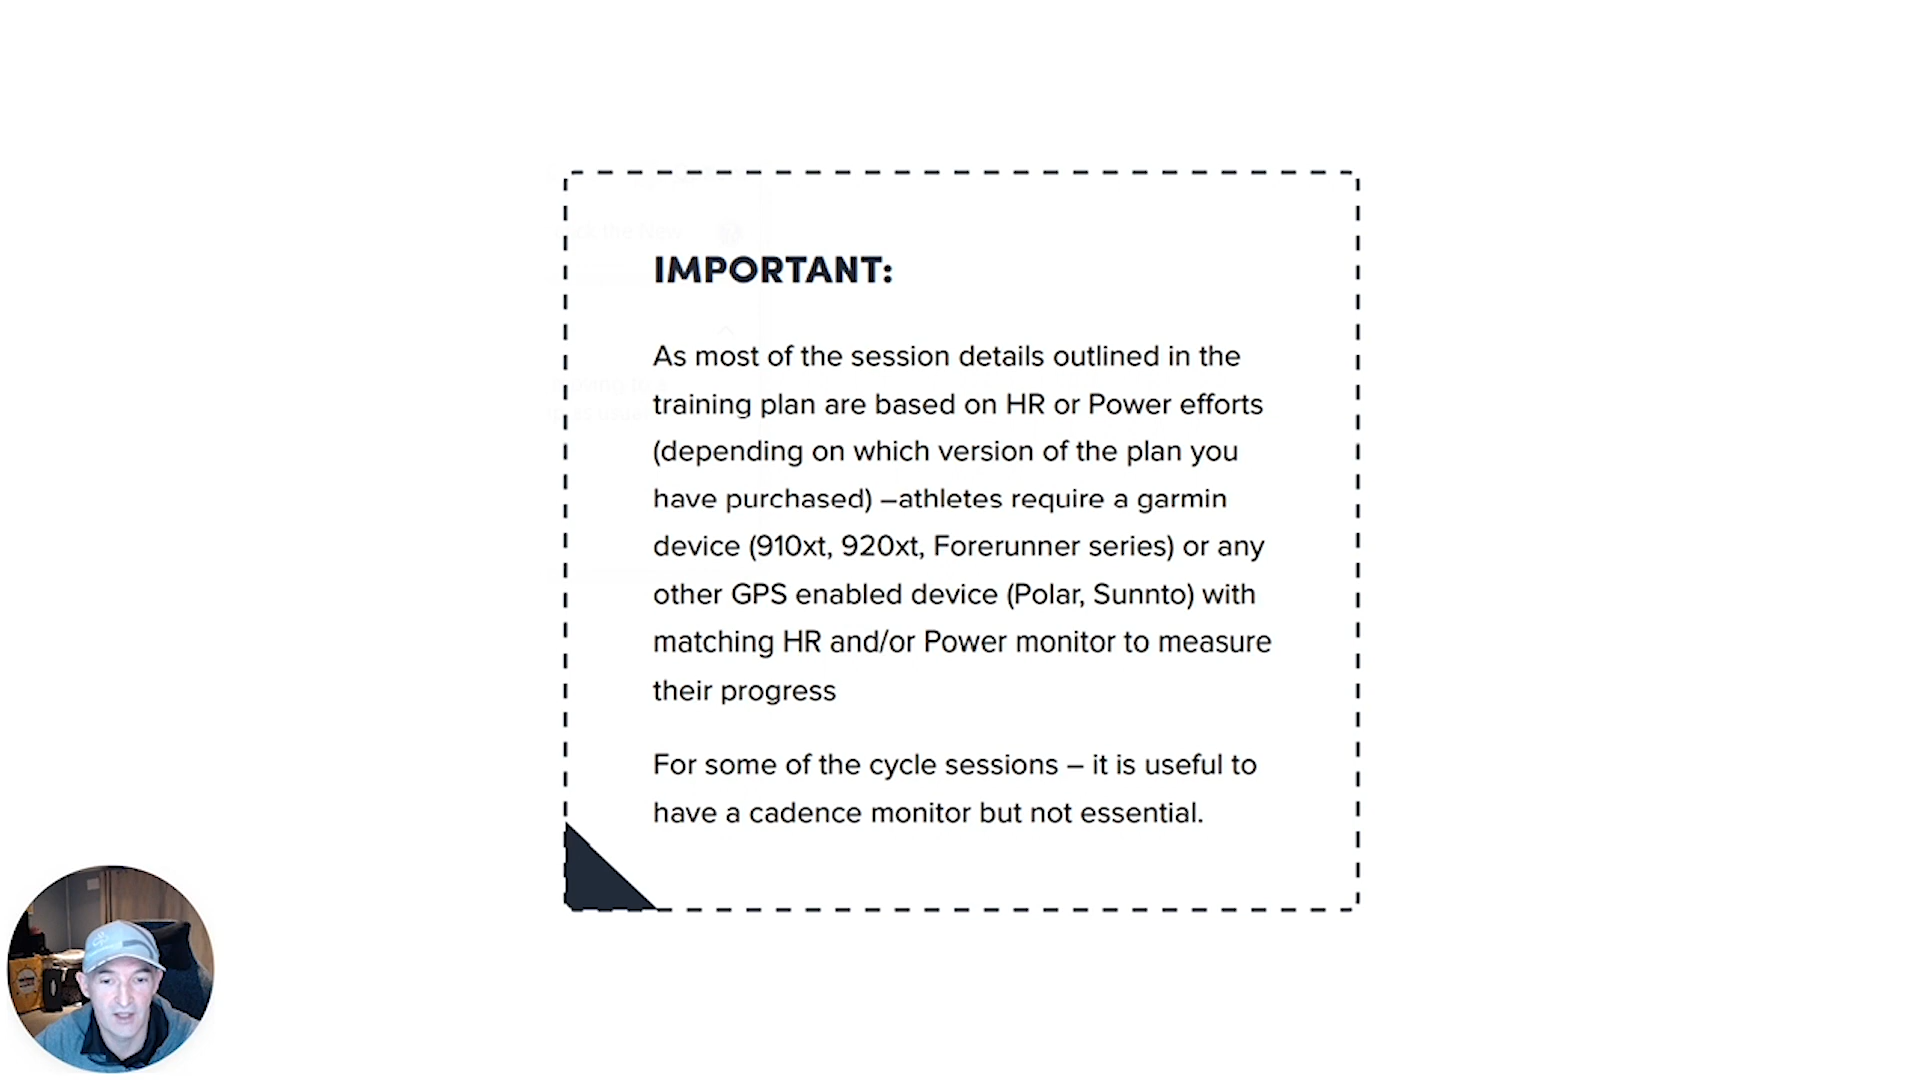 IMPORTANT:
As most of the session details outlined in the
training plan are based on HR or Power efforts
(depending on which version of the plan you
have purchased) –athletes require a garmin
device (910xt, 920xt, Forerunner series) or any
other GPS enabled device (Polar, Sunnto) with
matching HR and/or Power monitor to measure
their progress
For some of the cycle sessions – it is useful to
have a cadence monitor but not essential.